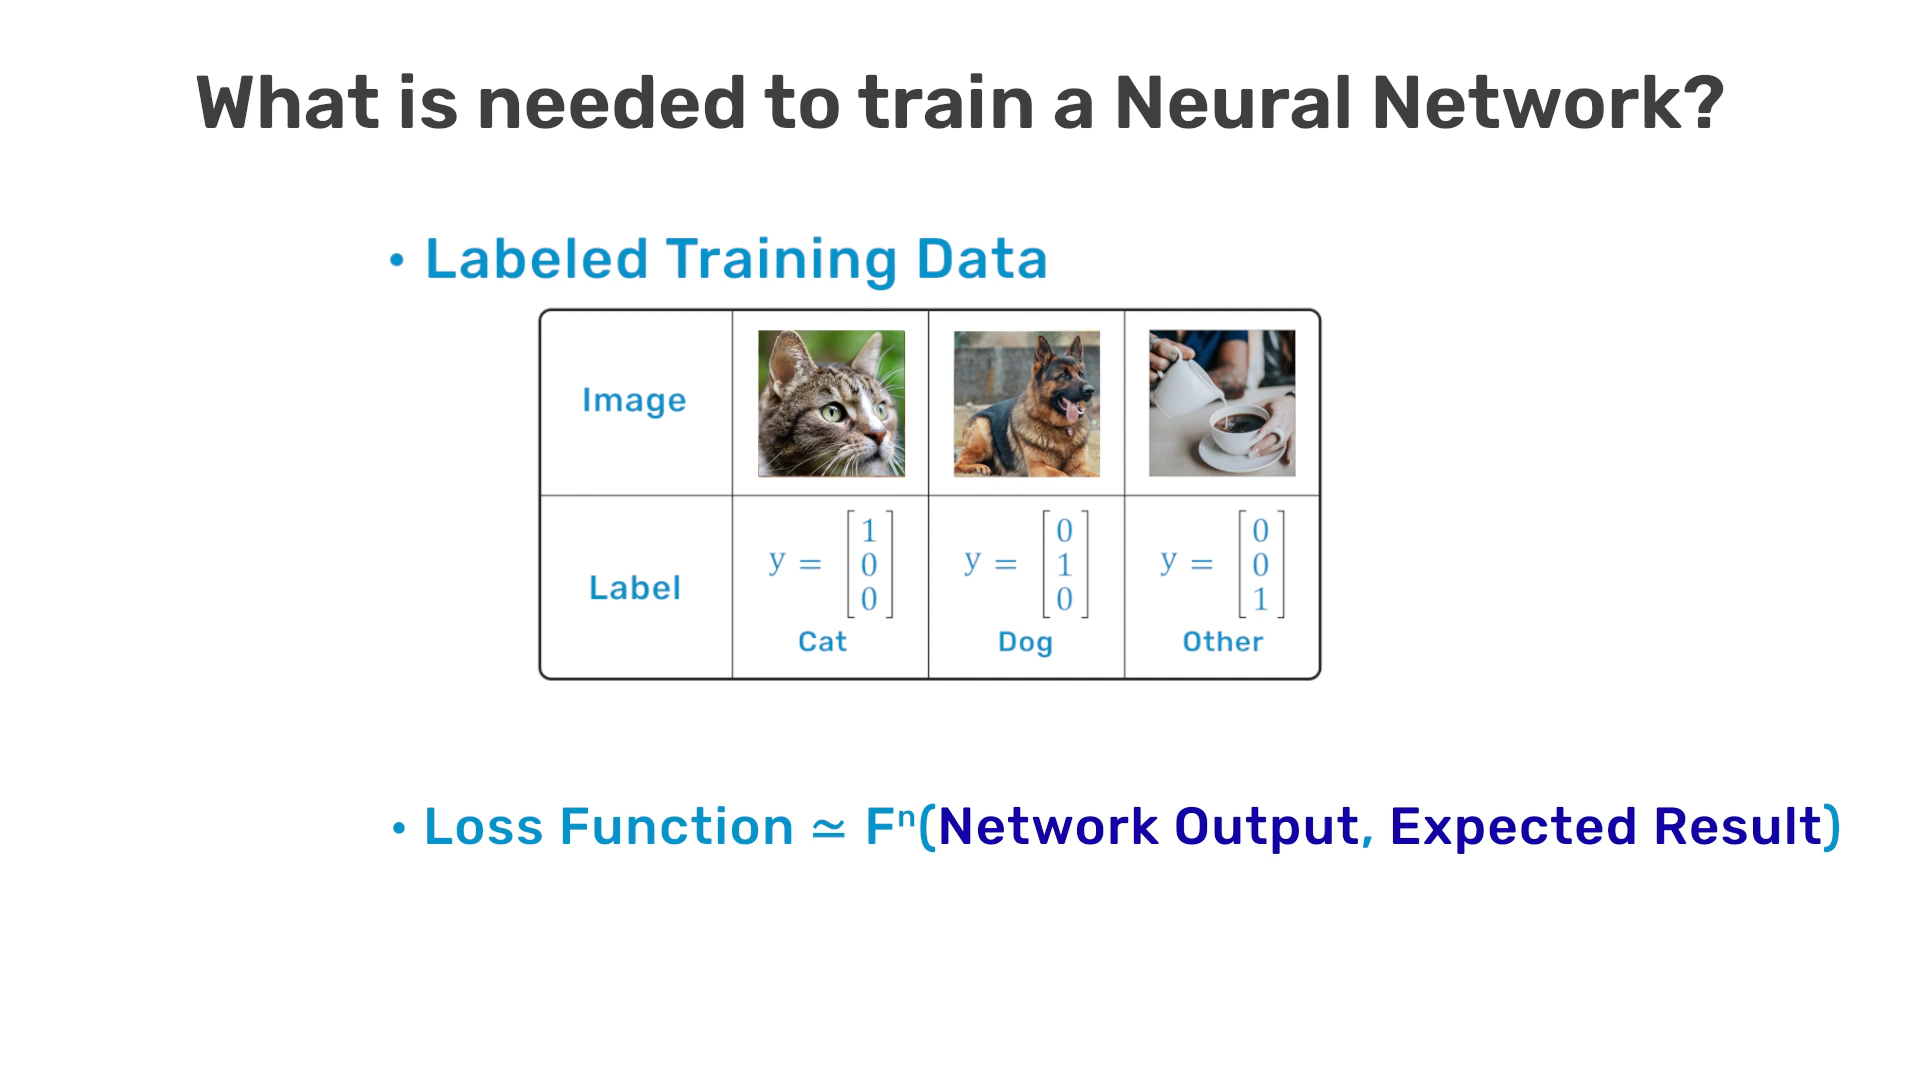 What is needed to train a Neural Network?
• Labeled Training Data
Image
Label
y = [1 0 0]
y = [0 1 0]
y = [0 0 1]
Cat
Dog
Other
• Loss Function ≃ Fⁿ(Network Output, Expected Result)